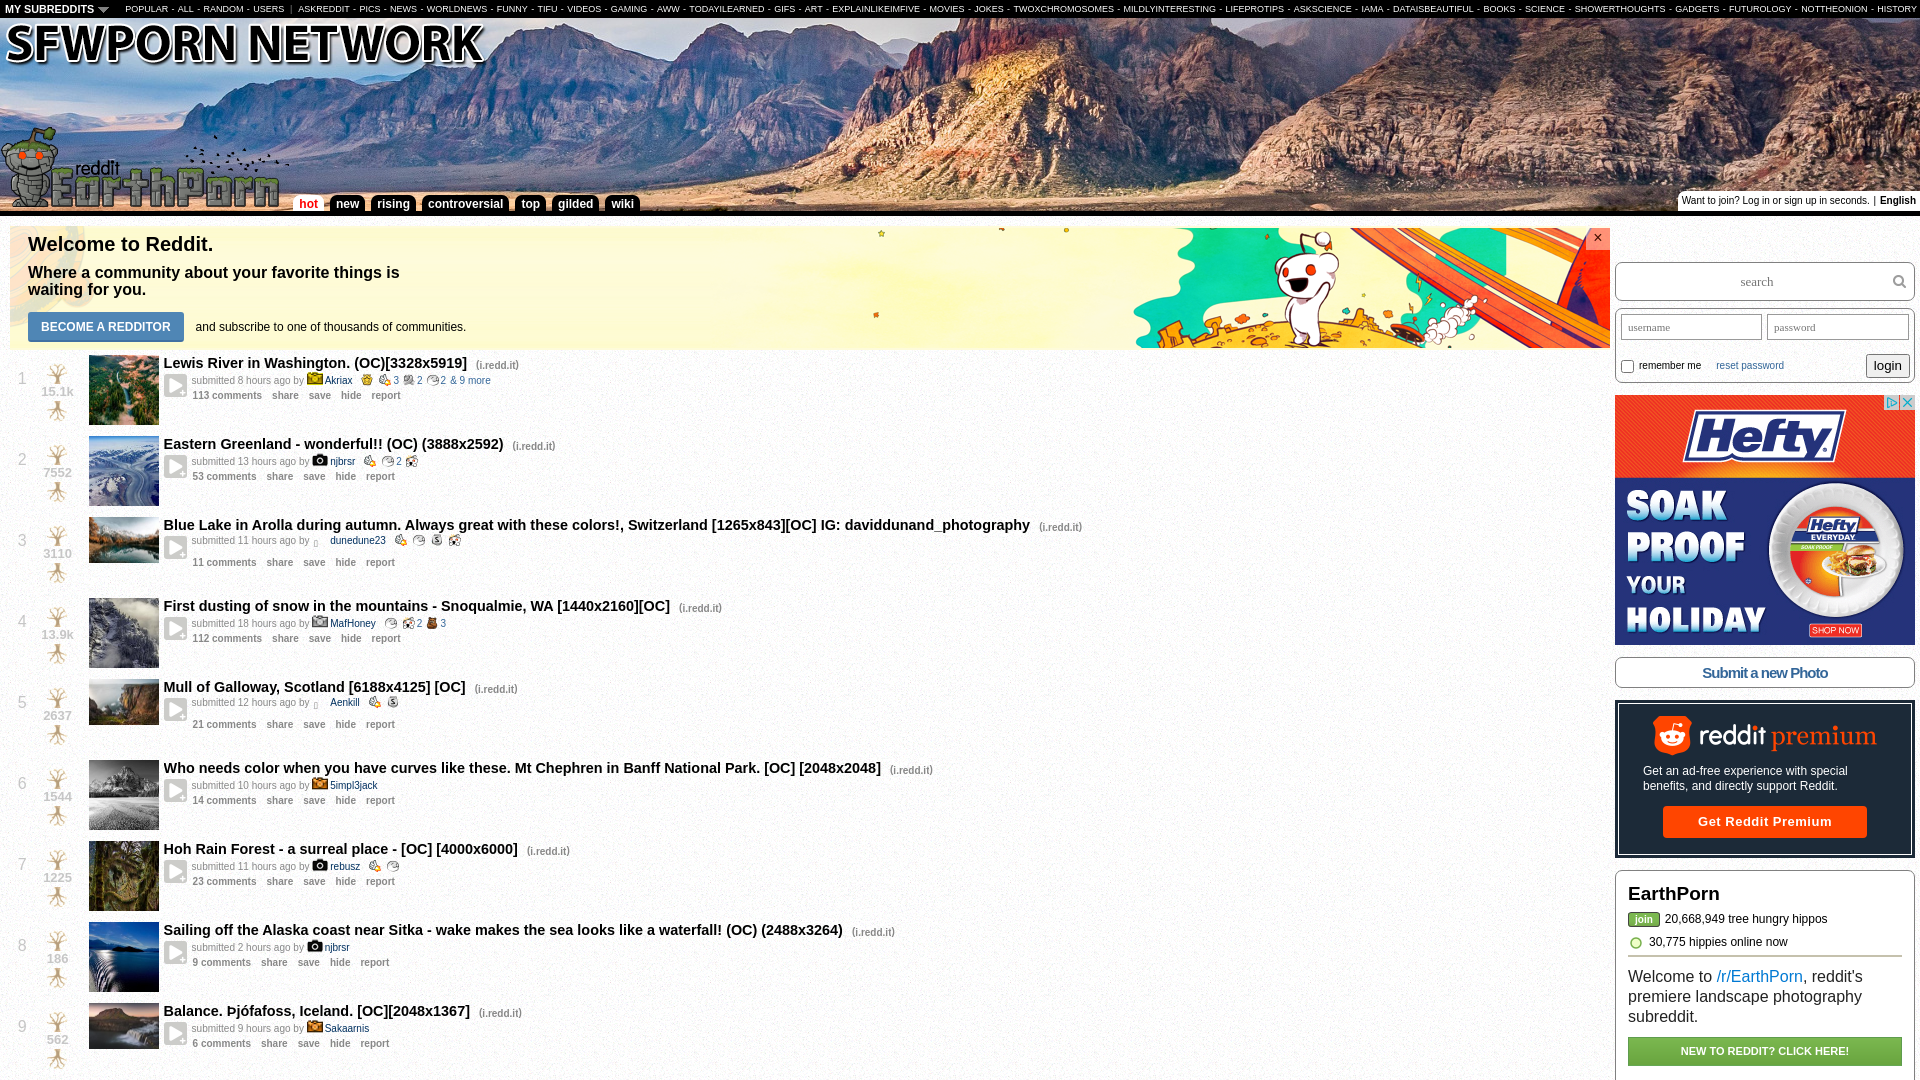 MY SUBREDDITS POPULAR - ALL - RANDOM - USERS | ASKREDDIT - PICS - NEWS - WORLDNEWS - FUNNY - TIFU - VIDEOS - GAMING - AWW - TODAYILEARNED - GIFS - ART - EXPLAINLIKEIMFIVE - MOVIES - JOKES - TWOXCHROMOSOMES - MILDLYINTERESTING - LIFEPROTIPS - ASKSCIENCE - IAMA - DATAISBEAUTIFUL - BOOKS - SCIENCE - SHOWERTHOUGHTS - GADGETS - FUTUROLOGY - NOTTHEONION - HISTORY
SFWPORN NETWORK
reddit
EarthPorn
hot new rising controversial top gilded wiki
Want to join? Log in or sign up in seconds. | English
Welcome to Reddit.
Where a community about your favorite things is
waiting for you.
BECOME A REDDITOR and subscribe to one of thousands of communities.
×
1
15.1k
Lewis River in Washington. (OC)[3328x5919] (i.redd.it)
submitted 8 hours ago by Akriax 3 2 2 & 9 more
113 comments share save hide report
2
7552
Eastern Greenland - wonderful!! (OC) (3888x2592) (i.redd.it)
submitted 13 hours ago by njbrsr 2
53 comments share save hide report
3
3110
Blue Lake in Arolla during autumn. Always great with these colors!, Switzerland [1265x843][OC] IG: daviddunand_photography (i.redd.it)
submitted 11 hours ago by dunedune23
11 comments share save hide report
4
13.9k
First dusting of snow in the mountains - Snoqualmie, WA [1440x2160][OC] (i.redd.it)
submitted 18 hours ago by MafHoney 2 3
112 comments share save hide report
5
2637
Mull of Galloway, Scotland [6188x4125] [OC] (i.redd.it)
submitted 12 hours ago by Aenkill
21 comments share save hide report
6
1544
Who needs color when you have curves like these. Mt Chephren in Banff National Park. [OC] [2048x2048] (i.redd.it)
submitted 10 hours ago by 5impl3jack
14 comments share save hide report
7
1225
Hoh Rain Forest - a surreal place - [OC] [4000x6000] (i.redd.it)
submitted 11 hours ago by rebusz
23 comments share save hide report
8
186
Sailing off the Alaska coast near Sitka - wake makes the sea looks like a waterfall! (OC) (2488x3264) (i.redd.it)
submitted 2 hours ago by njbrsr
9 comments share save hide report
9
562
Balance. Þjófafoss, Iceland. [OC][2048x1367] (i.redd.it)
submitted 9 hours ago by Sakaarnis
6 comments share save hide report
search
username password
remember me reset password login
Hefty
SOAK
PROOF
YOUR
HOLIDAY
Hefty
EVERYDAY
SOAK PROOF
SHOP NOW
Submit a new Photo
reddit premium
Get an ad-free experience with special
benefits, and directly support Reddit.
Get Reddit Premium
EarthPorn
join 20,668,949 tree hungry hippos
30,775 hippies online now
Welcome to /r/EarthPorn, reddit's
premiere landscape photography
subreddit.
NEW TO REDDIT? CLICK HERE!